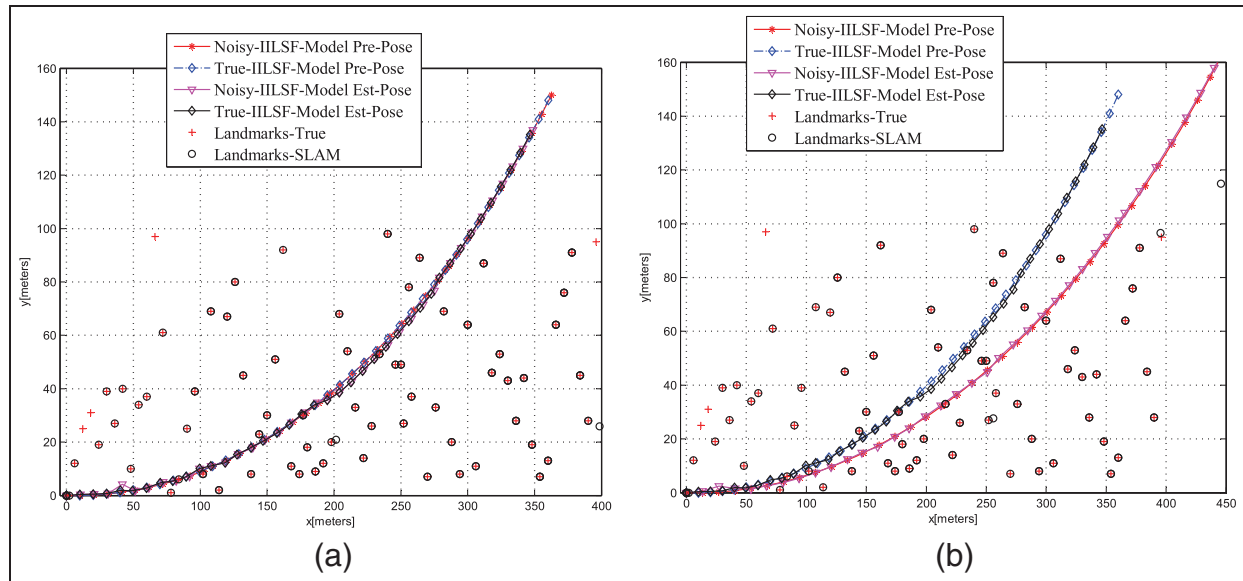 Noisy-IILSF-Model Pre-Pose
True-IILSF-Model Pre-Pose
Noisy-IILSF-Model Est-Pose
True-IILSF-Model Est-Pose
Landmarks-True
Landmarks-SLAM
160
140
120
100
80
60
40
20
0
y[meters]
0 50 100 150 200 250 300 350 400
x[meters]
(a)
Noisy-IILSF-Model Pre-Pose
True-IILSF-Model Pre-Pose
Noisy-IILSF-Model Est-Pose
True-IILSF-Model Est-Pose
Landmarks-True
Landmarks-SLAM
160
140
120
100
80
60
40
20
0
y[meters]
0 50 100 150 200 250 300 350 400 450
x[meters]
(b)